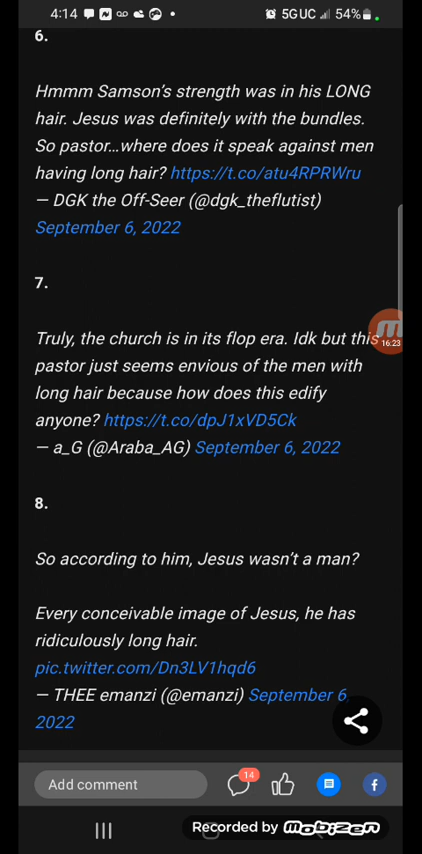 4:14
5GUC
54%
6.
Hmmm Samson’s strength was in his LONG
hair. Jesus was definitely with the bundles.
So pastor...where does it speak against men
having long hair? https://t.co/atu4RPRWru
— DGK the Off-Seer (@dgk_theflutist)
September 6, 2022
7.
Truly, the church is in its flop era. Idk but this
16:23
pastor just seems envious of the men with
long hair because how does this edify
anyone? https://t.co/dpJ1xVD5Ck
— a_G (@Araba_AG) September 6, 2022
8.
So according to him, Jesus wasn’t a man?
Every conceivable image of Jesus, he has
ridiculously long hair.
pic.twitter.com/Dn3LV1hqd6
— THEE emanzi (@emanzi) September 6,
2022
Add comment
14
Recorded by mobizen